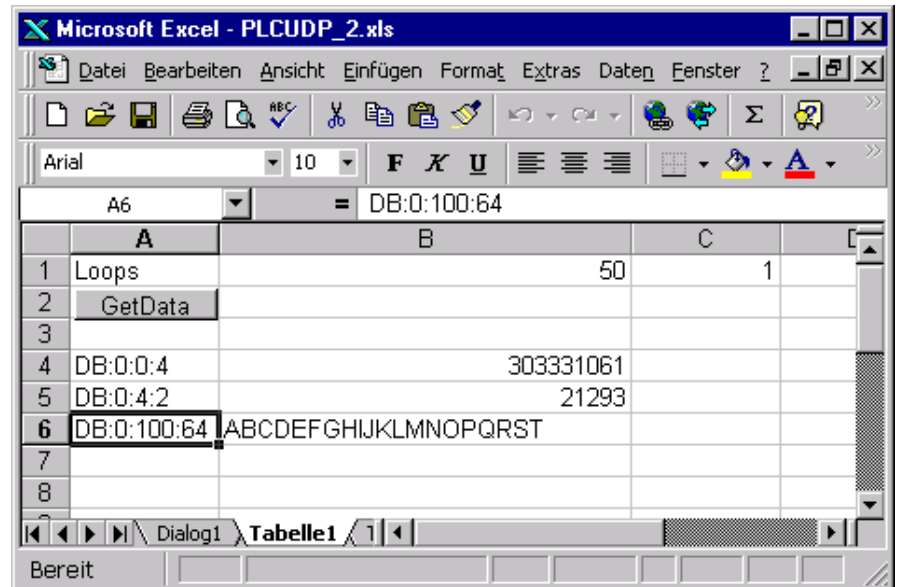 Microsoft Excel - PLCUDP_2.xls
Datei Bearbeiten Ansicht Einfügen Format Extras Daten Fenster ?
ABC Σ ?
Arial 10 F K U A
A6 = DB:0:100:64
A B C
1 Loops 50 1
2 GetData
3
4 DB:0:0:4 303331061
5 DB:0:4:2 21293
6 DB:0:100:64 ABCDEFGHIJKLMNOPQRST
7
8
Dialog1 Tabelle1
Bereit